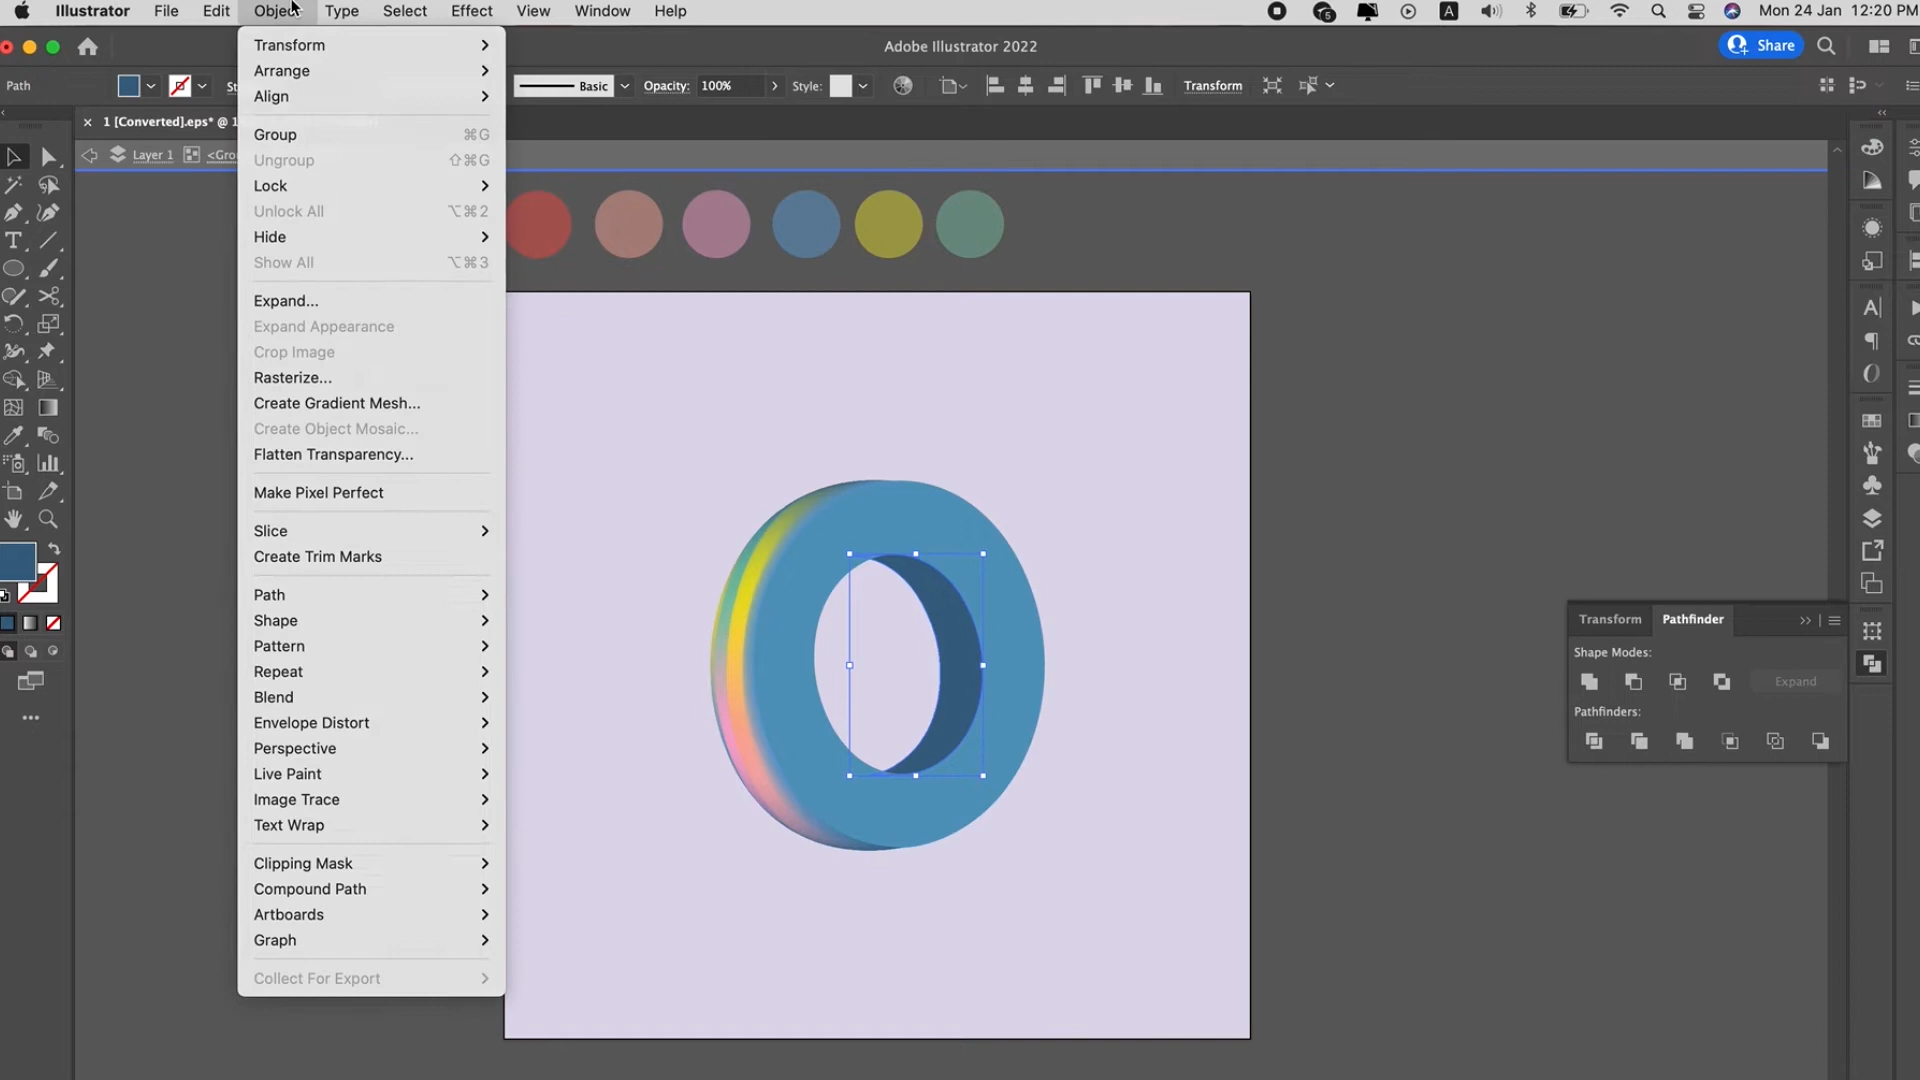 Illustrator File Edit Object Type Select Effect View Window Help
5 A Mon 24 Jan 12:20 PM
Adobe Illustrator 2022
Share
Path
Basic Opacity: 100% Style: Transform
× 1 [Converted].eps* @ 1
Layer 1
Transform
Arrange
Align
Group ⌘G
Ungroup ⇧⌘G
Lock
Unlock All ⌥⌘2
Hide
Show All ⌥⌘3
Expand...
Expand Appearance
Crop Image
Rasterize...
Create Gradient Mesh...
Create Object Mosaic...
Flatten Transparency...
Make Pixel Perfect
Slice
Create Trim Marks
Path
Shape
Pattern
Repeat
Blend
Envelope Distort
Perspective
Live Paint
Image Trace
Text Wrap
Clipping Mask
Compound Path
Artboards
Graph
Collect For Export
Transform Pathfinder
Shape Modes:
Expand
Pathfinders: